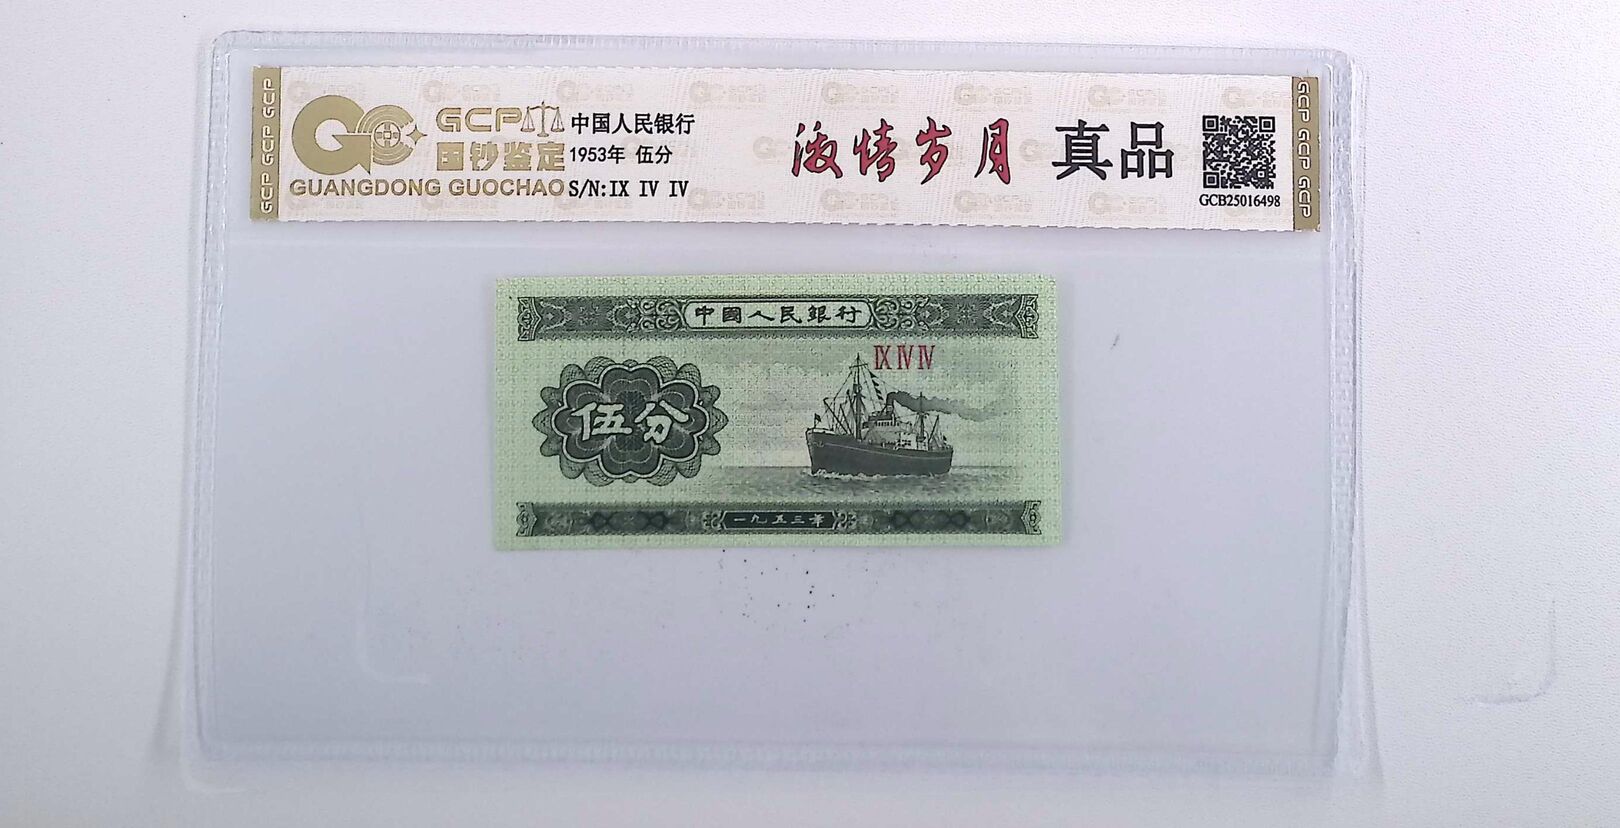 GCP GCP GCP
GCP
国钞鉴定
GUANGDONG GUOCHAO
中国人民银行
1953年 伍分
S/N:IX IV IV
激情岁月
真品
GCB25016498
GCP GCP GCP
中國人民銀行
IX IV IV
伍分
一九五三年